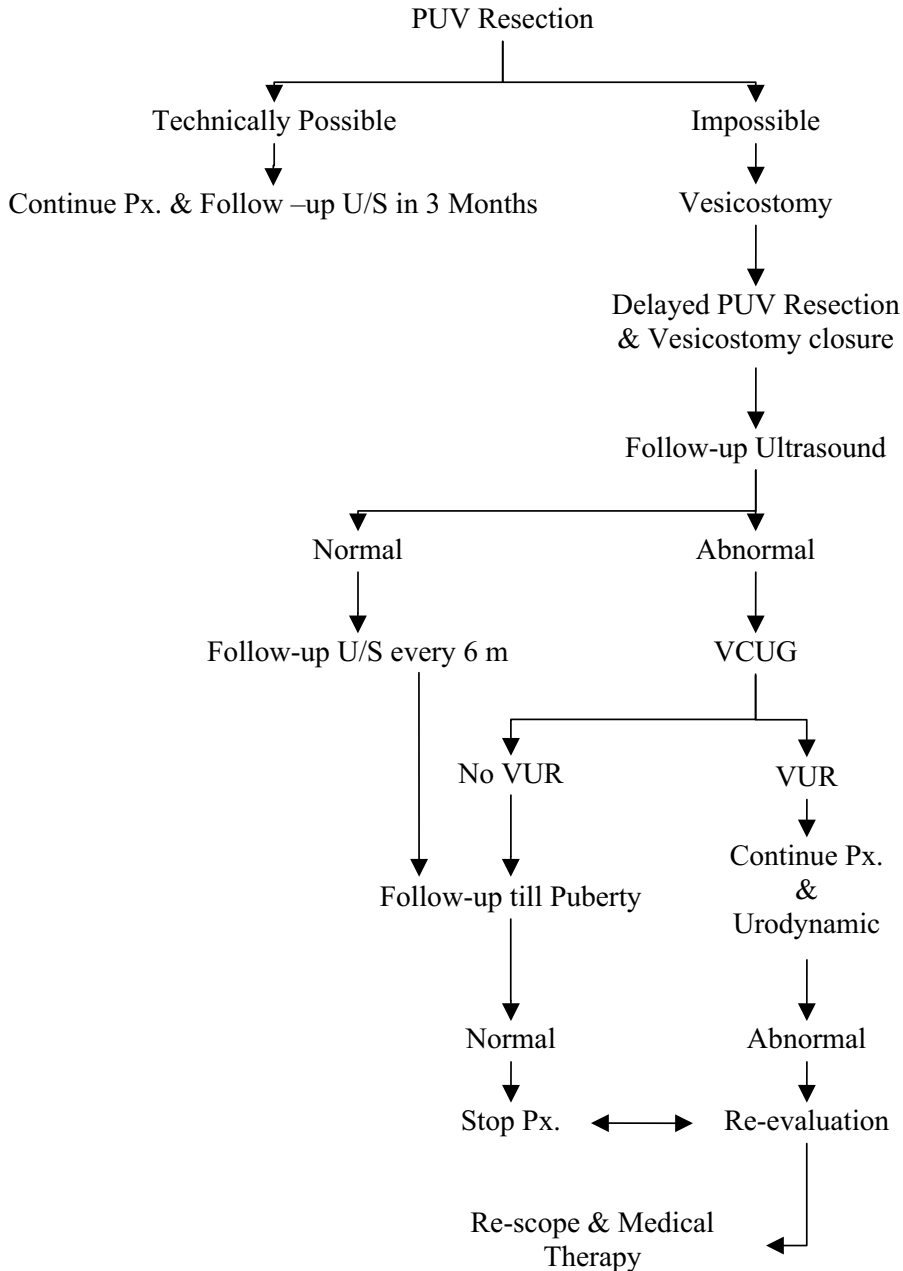 PUV Resection
Technically Possible
Impossible
Continue Px. & Follow –up U/S in 3 Months
Vesicostomy
Delayed PUV Resection
& Vesicostomy closure
Follow-up Ultrasound
Normal
Abnormal
Follow-up U/S every 6 m
VCUG
No VUR
VUR
Continue Px.
&
Urodynamic
Follow-up till Puberty
Normal
Abnormal
Stop Px.
Re-evaluation
Re-scope & Medical
Therapy